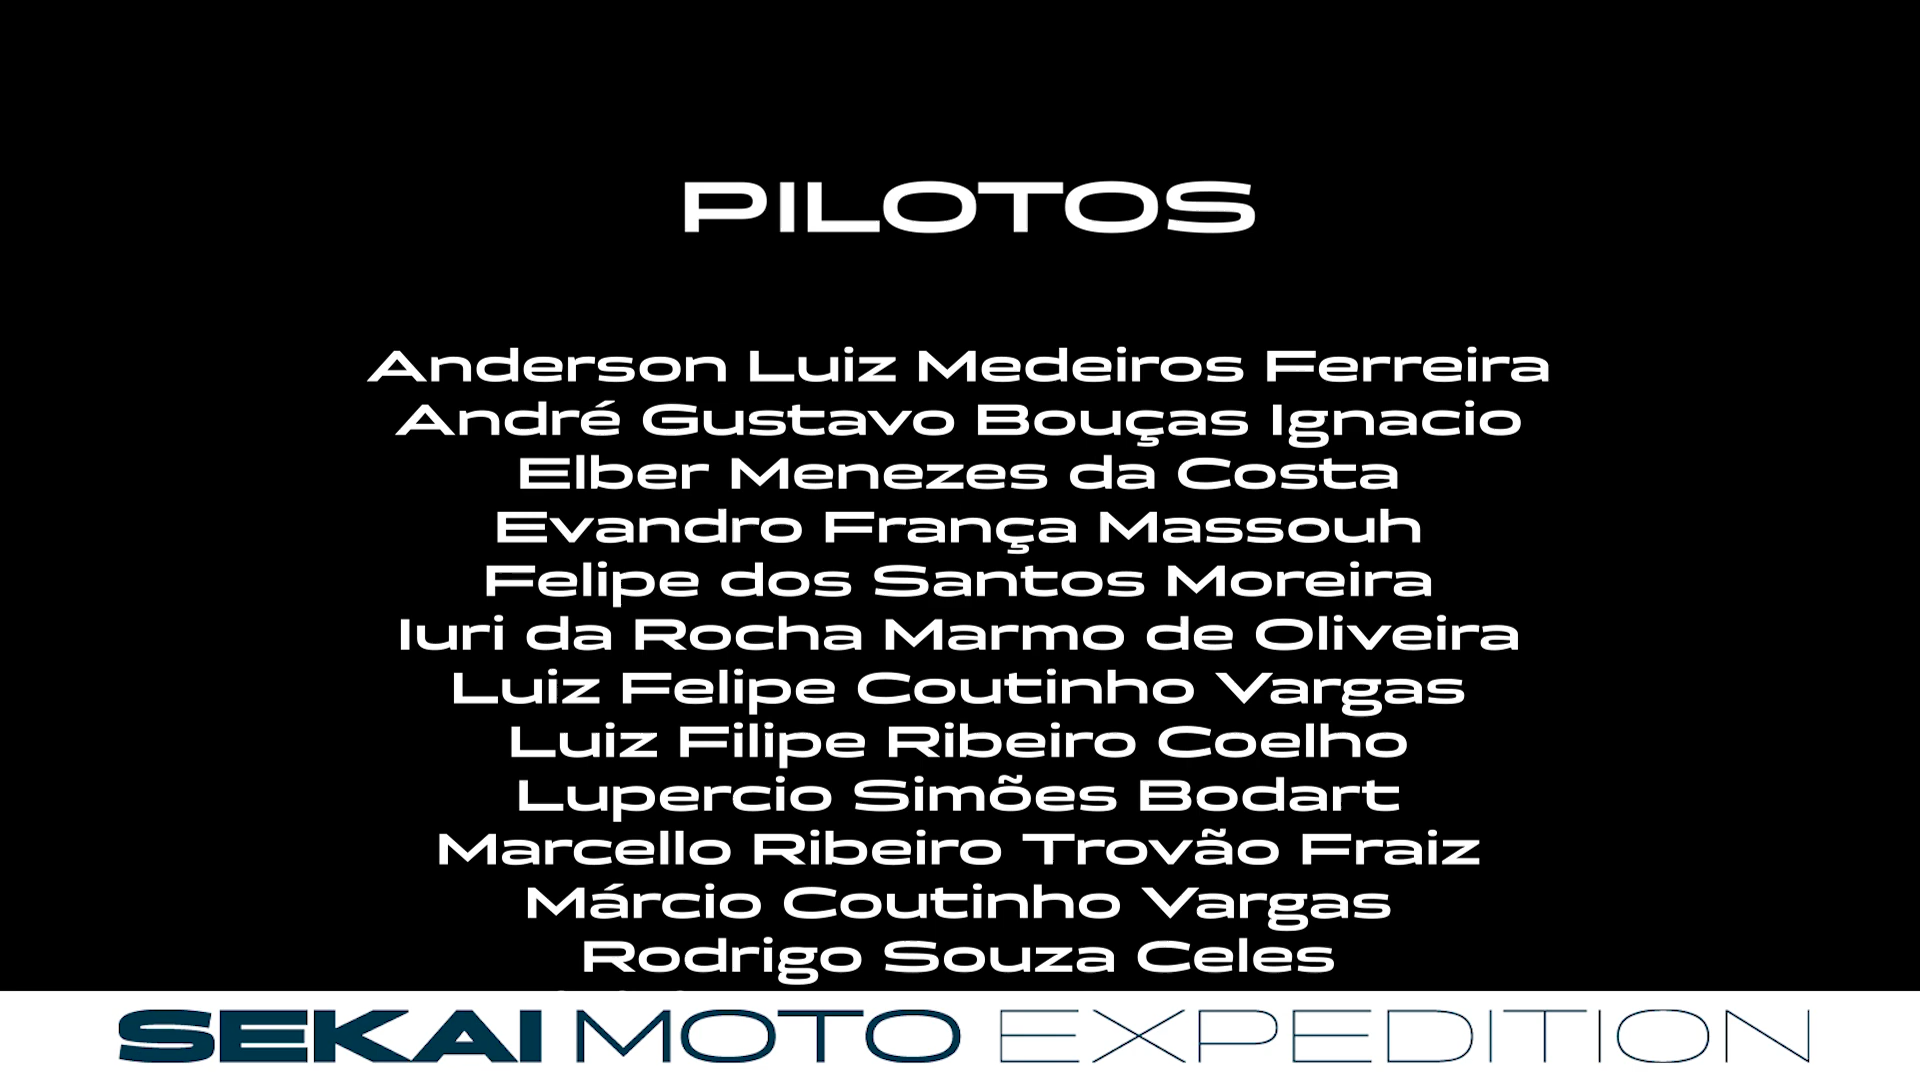 PILOTOS
Anderson Luiz Medeiros Ferreira
André Gustavo Bouças Ignacio
Elber Menezes da Costa
Evandro França Massouh
Felipe dos Santos Moreira
Iuri da Rocha Marmo de Oliveira
Luiz Felipe Coutinho Vargas
Luiz Filipe Ribeiro Coelho
Lupercio Simões Bodart
Marcello Ribeiro Trovão Fraiz
Márcio Coutinho Vargas
Rodrigo Souza Celes
SEKAI MOTO EXPEDITION